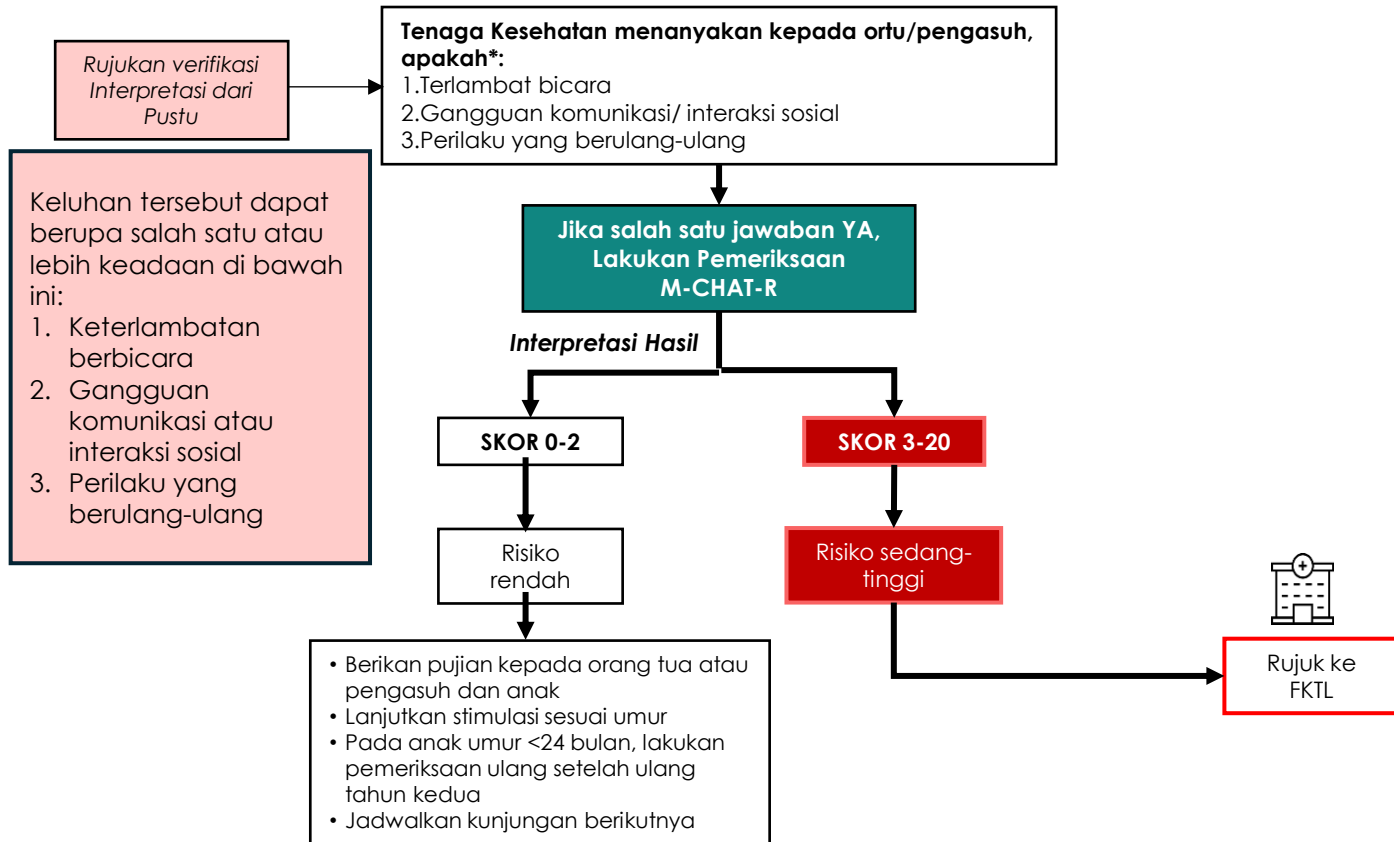 Rujukan verifikasi
Interpretasi dari
Pustu
Tenaga Kesehatan menanyakan kepada ortu/pengasuh,
apakah*:
1.Terlambat bicara
2.Gangguan komunikasi/ interaksi sosial
3.Perilaku yang berulang-ulang
Keluhan tersebut dapat
berupa salah satu atau
lebih keadaan di bawah
ini:
1. Keterlambatan
berbicara
2. Gangguan
komunikasi atau
interaksi sosial
3. Perilaku yang
berulang-ulang
Jika salah satu jawaban YA,
Lakukan Pemeriksaan
M-CHAT-R
Interpretasi Hasil
SKOR 0-2
SKOR 3-20
Risiko
rendah
Risiko sedang-
tinggi
• Berikan pujian kepada orang tua atau
pengasuh dan anak
• Lanjutkan stimulasi sesuai umur
• Pada anak umur <24 bulan, lakukan
pemeriksaan ulang setelah ulang
tahun kedua
• Jadwalkan kunjungan berikutnya
Rujuk ke
FKTL